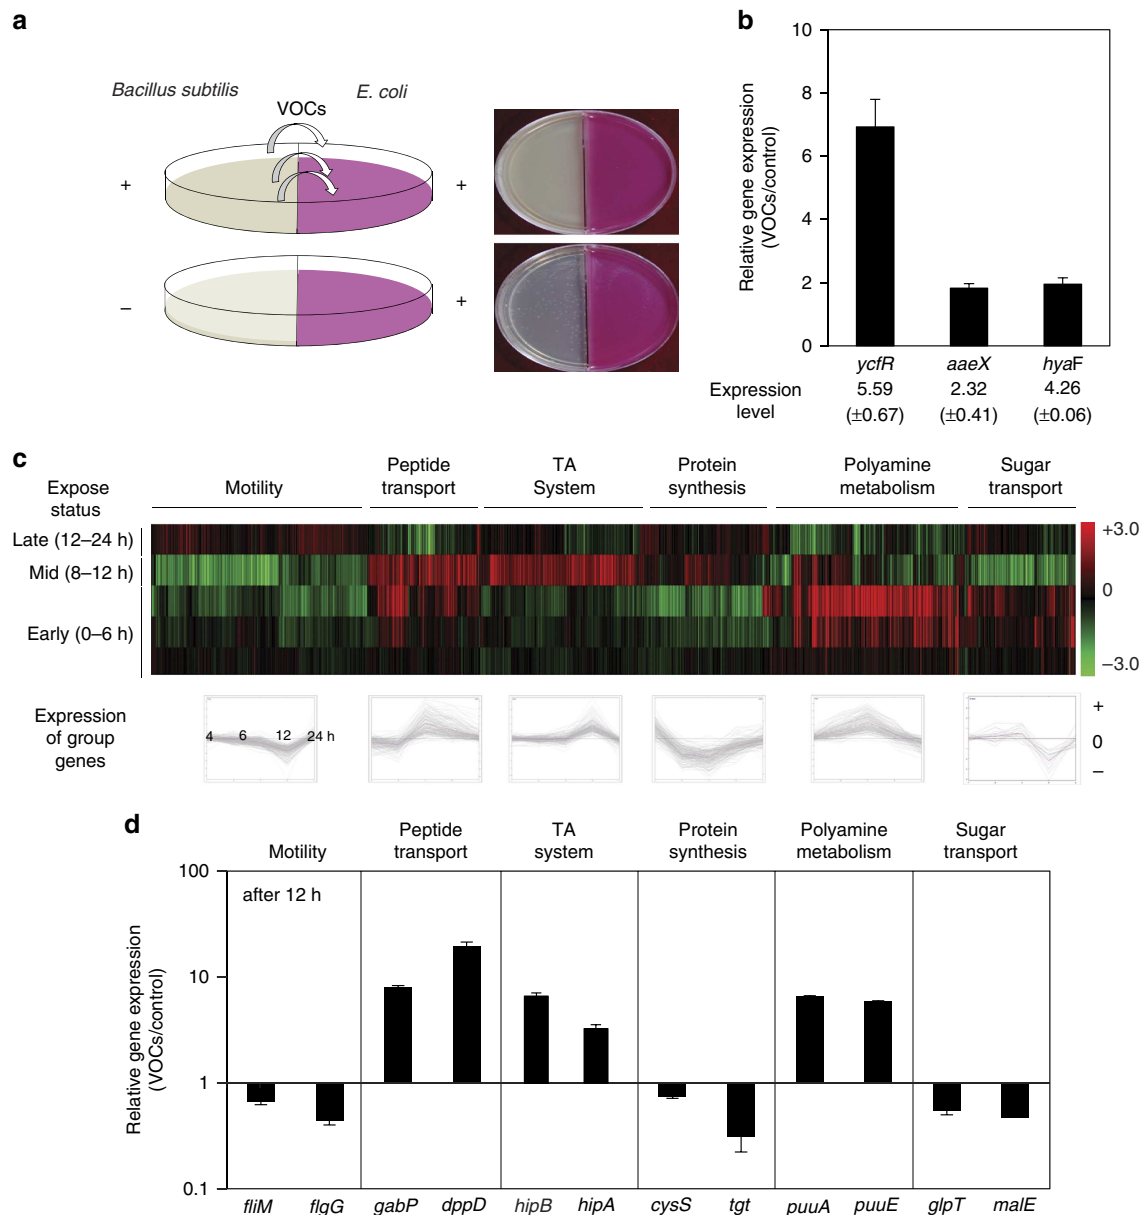 a
Bacillus subtilis
E. coli
VOCs
+
+
–
+
b
Relative gene expression
(VOCs/control)
10
8
6
4
2
0
ycfR
aaeX
hyaF
Expression
level
5.59
2.32
4.26
(±0.67)
(±0.41)
(±0.06)
c
Expose
status
Motility
Peptide
transport
TA
System
Protein
synthesis
Polyamine
metabolism
Sugar
transport
Late (12–24 h)
Mid (8–12 h)
Early (0–6 h)
+3.0
0
–3.0
Expression
of group
genes
4
6
12
24 h
+
0
–
d
Motility
Peptide
transport
TA
system
Protein
synthesis
Polyamine
metabolism
Sugar
transport
Relative gene expression
(VOCs/control)
100
10
1
0.1
after 12 h
fliM
flgG
gabP
dppD
hipB
hipA
cysS
tgt
puuA
puuE
glpT
malE